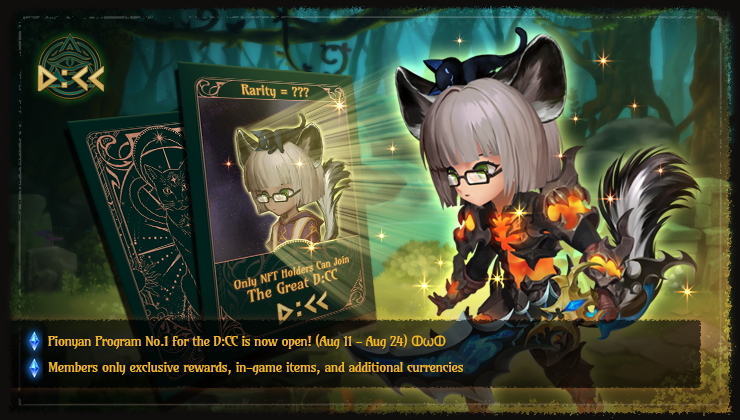 D:CC
Rarity = ???
Only NFT Holders Can Join
The Great D:CC
D:CC
Pionyan Program No.1 for the D:CC is now open! (Aug 11 - Aug 24) ΦωΦ
Members only exclusive rewards, in-game items, and additional currencies